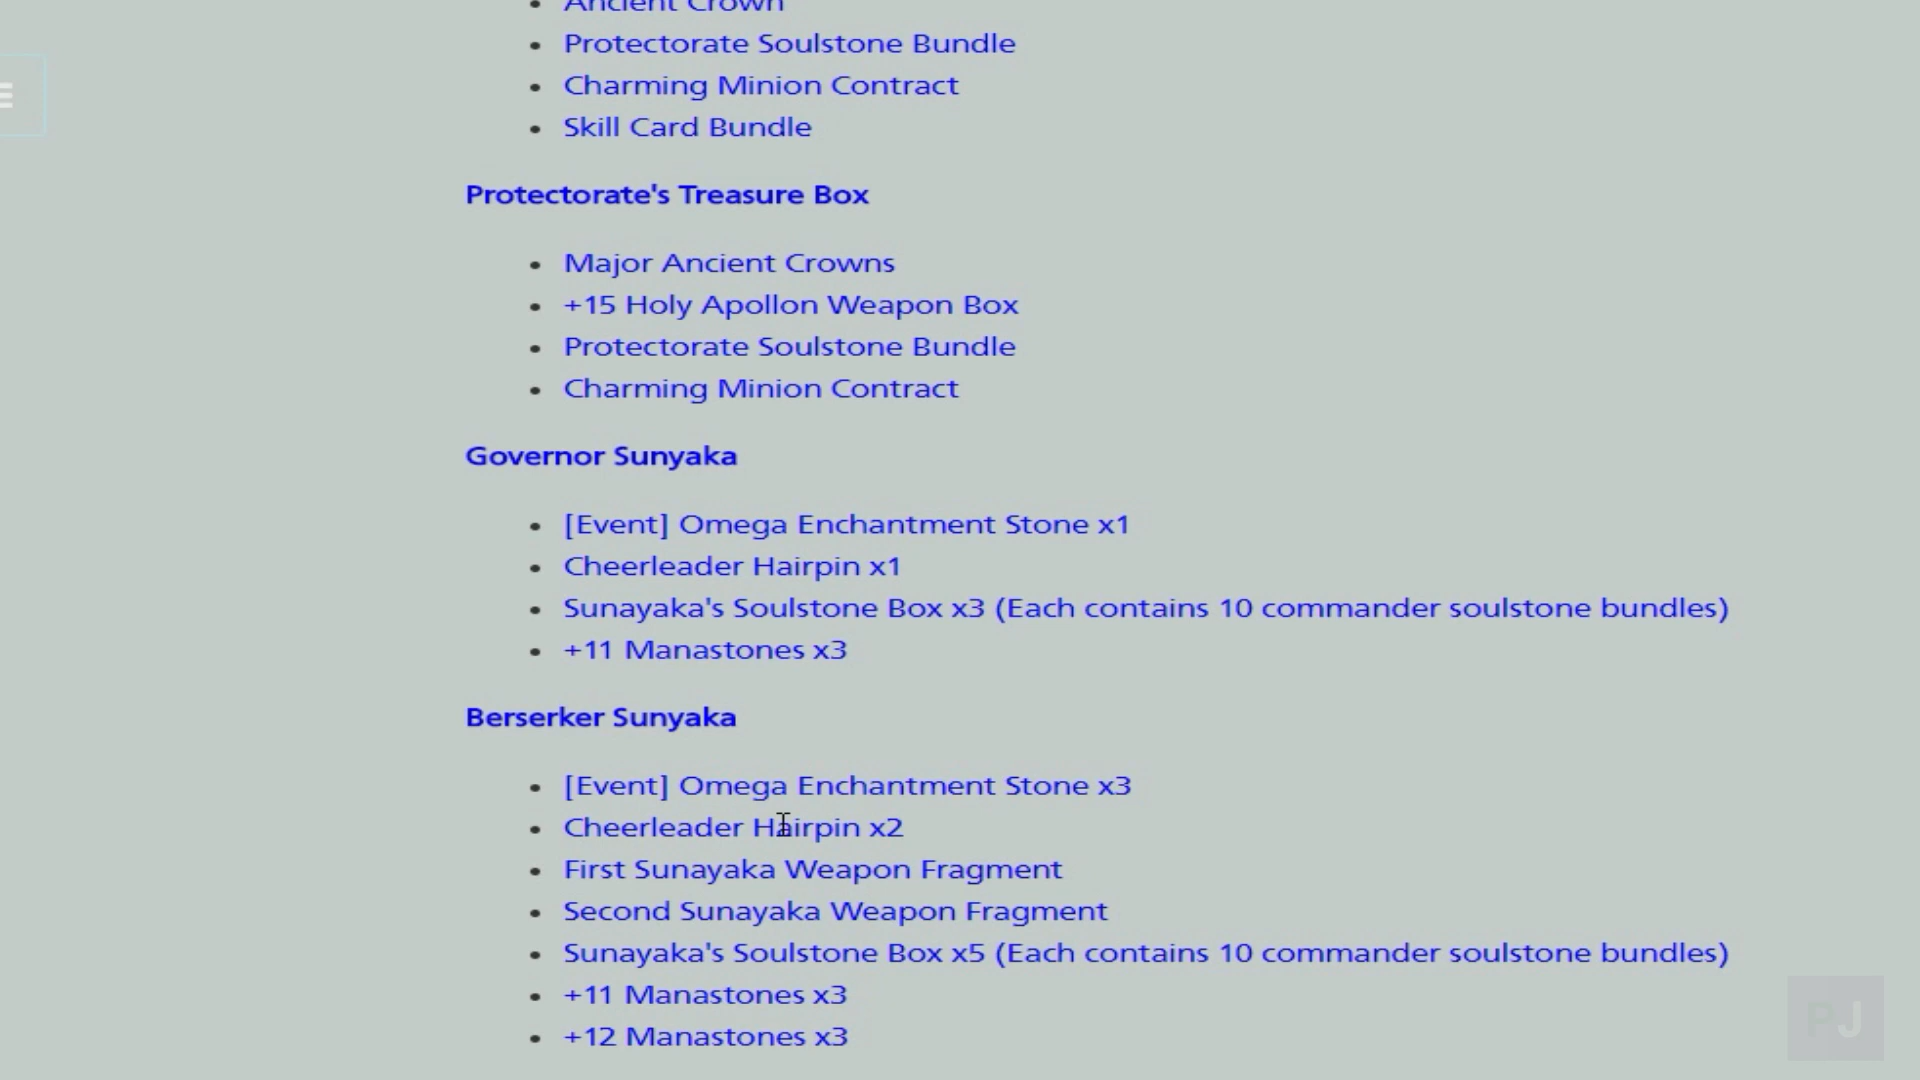 Ancient Crown
Protectorate Soulstone Bundle
Charming Minion Contract
Skill Card Bundle
Protectorate's Treasure Box
Major Ancient Crowns
+15 Holy Apollon Weapon Box
Protectorate Soulstone Bundle
Charming Minion Contract
Governor Sunyaka
[Event] Omega Enchantment Stone x1
Cheerleader Hairpin x1
Sunayaka's Soulstone Box x3 (Each contains 10 commander soulstone bundles)
+11 Manastones x3
Berserker Sunyaka
[Event] Omega Enchantment Stone x3
Cheerleader Hairpin x2
First Sunayaka Weapon Fragment
Second Sunayaka Weapon Fragment
Sunayaka's Soulstone Box x5 (Each contains 10 commander soulstone bundles)
+11 Manastones x3
+12 Manastones x3
PJ